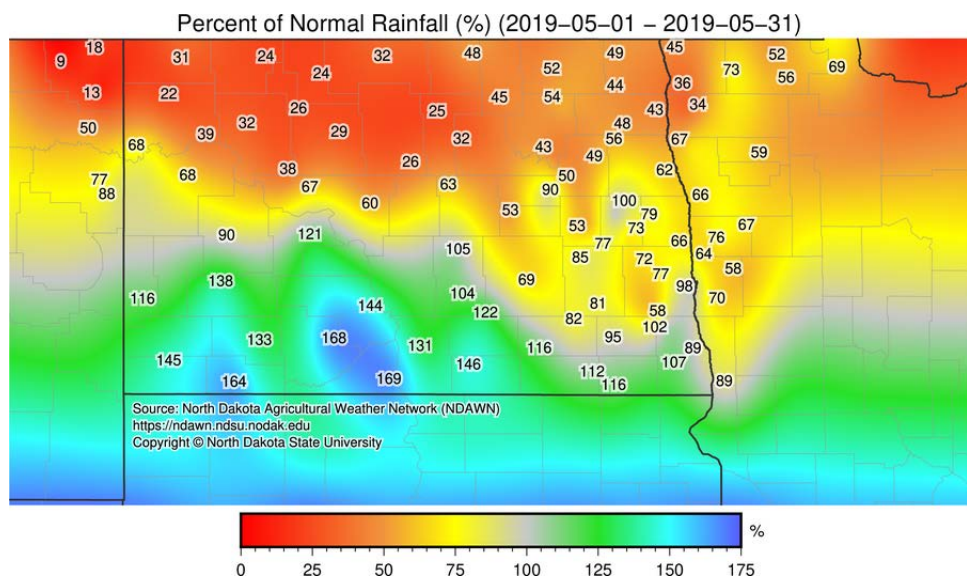 Percent of Normal Rainfall (%) (2019−05−01 − 2019−05−31)
18 31 24 32 48 49 45 52
9 24 52 73 56 69
13 22 45 54 44 36
26 25 43 34
50 39 32 29 32 48
68 43 56 67
26 49 59
77 68 38 50 62
88 67 63 90 66
60 53 100 79
90 121 53 73 66 76 67
105 77 64
85 72 58
138 69 77
116 144 104 81 98 70
122 82 58
133 168 131 116 95 102 89
145 146 107
164 169 112 116 89
Source: North Dakota Agricultural Weather Network (NDAWN)
https://ndawn.ndsu.nodak.edu
Copyright © North Dakota State University
%
0 25 50 75 100 125 150 175